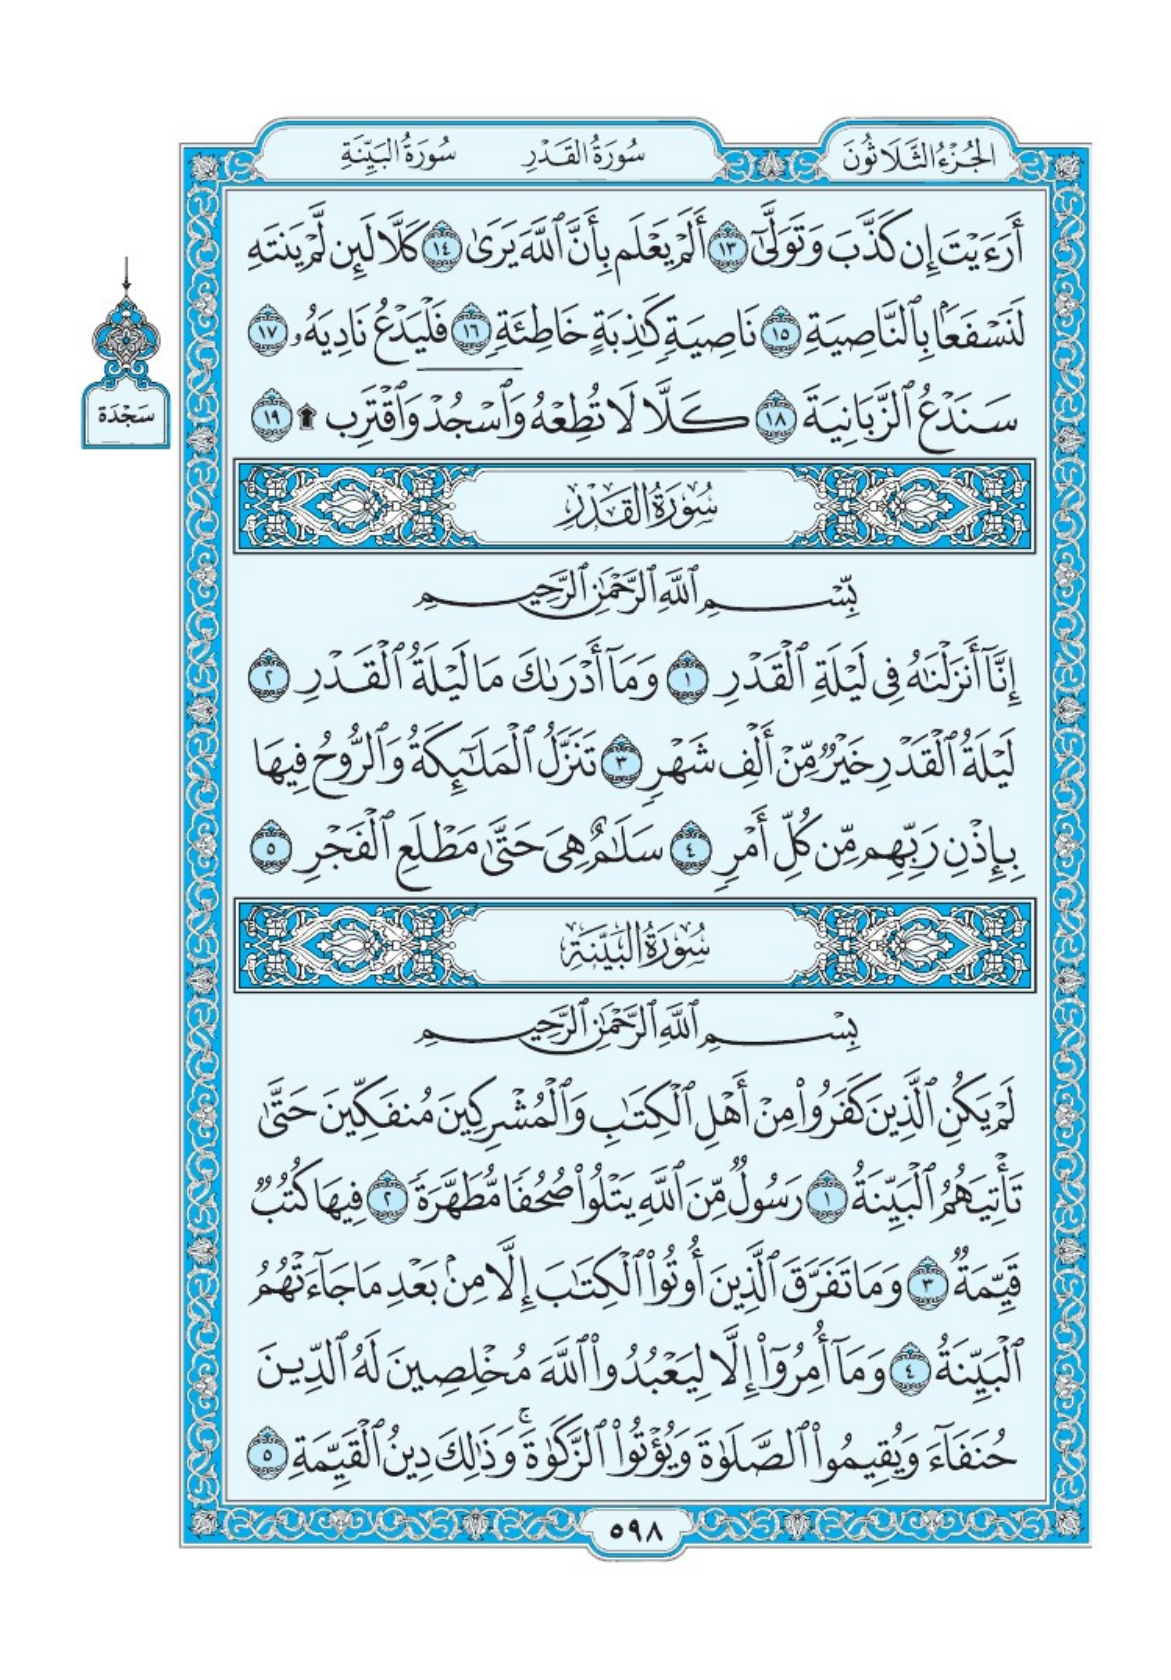 الجُزْءُ الثَّلَاثُونَ
سُورَةُ القَدْرِ سُورَةُ البَيِّنَةِ
أَرَءَيْتَ إِن كَذَّبَ وَتَوَلَّىٰٓ ١٣ أَلَمْ يَعْلَم بِأَنَّ ٱللَّهَ يَرَىٰ ١٤ كَلَّا لَئِن لَّمْ يَنتَهِ
لَنَسْفَعَۢا بِٱلنَّاصِيَةِ ١٥ نَاصِيَةٖ كَٰذِبَةٍ خَاطِئَةٖ ١٦ فَلْيَدْعُ نَادِيَهُۥ ١٧
سَنَدْعُ ٱلزَّبَانِيَةَ ١٨ كَلَّا لَا تُطِعْهُ وَٱسْجُدْۤ وَٱقْتَرِب ۩ ١٩
سَجْدَة
سُورَةُ القَدْرِ
بِّسْمِ ٱللَّهِ ٱلرَّحْمَٰنِ ٱلرَّحِيمِ
إِنَّآ أَنزَلْنَٰهُ فِي لَيْلَةِ ٱلْقَدْرِ ١ وَمَآ أَدْرَىٰكَ مَا لَيْلَةُ ٱلْقَدْرِ ٢
لَيْلَةُ ٱلْقَدْرِ خَيْرٞ مِّنْ أَلْفِ شَهْرٖ ٣ تَنَزَّلُ ٱلْمَلَٰٓئِكَةُ وَٱلرُّوحُ فِيهَا
بِإِذْنِ رَبِّهِم مِّن كُلِّ أَمْرٖ ٤ سَلَٰمٌ هِيَ حَتَّىٰ مَطْلَعِ ٱلْفَجْرِ ٥
سُورَةُ البَيِّنَةِ
بِسْمِ ٱللَّهِ ٱلرَّحْمَٰنِ ٱلرَّحِيمِ
لَمْ يَكُنِ ٱلَّذِينَ كَفَرُوا۟ مِنْ أَهْلِ ٱلْكِتَٰبِ وَٱلْمُشْرِكِينَ مُنفَكِّينَ حَتَّىٰ
تَأْتِيَهُمُ ٱلْبَيِّنَةُ ١ رَسُولٞ مِّنَ ٱللَّهِ يَتْلُوا۟ صُحُفٗا مُّطَهَّرَةٗ ٢ فِيهَا كُتُبٞ
قَيِّمَةٞ ٣ وَمَا تَفَرَّقَ ٱلَّذِينَ أُوتُوا۟ ٱلْكِتَٰبَ إِلَّا مِنۢ بَعْدِ مَا جَآءَتْهُمُ
ٱلْبَيِّنَةُ ٤ وَمَآ أُمِرُوٓا۟ إِلَّا لِيَعْبُدُوا۟ ٱللَّهَ مُخْلِصِينَ لَهُ ٱلدِّينَ
حُنَفَآءَ وَيُقِيمُوا۟ ٱلصَّلَوٰةَ وَيُؤْتُوا۟ ٱلزَّكَوٰةَۚ وَذَٰلِكَ دِينُ ٱلْقَيِّمَةِ ٥
٥٩٨